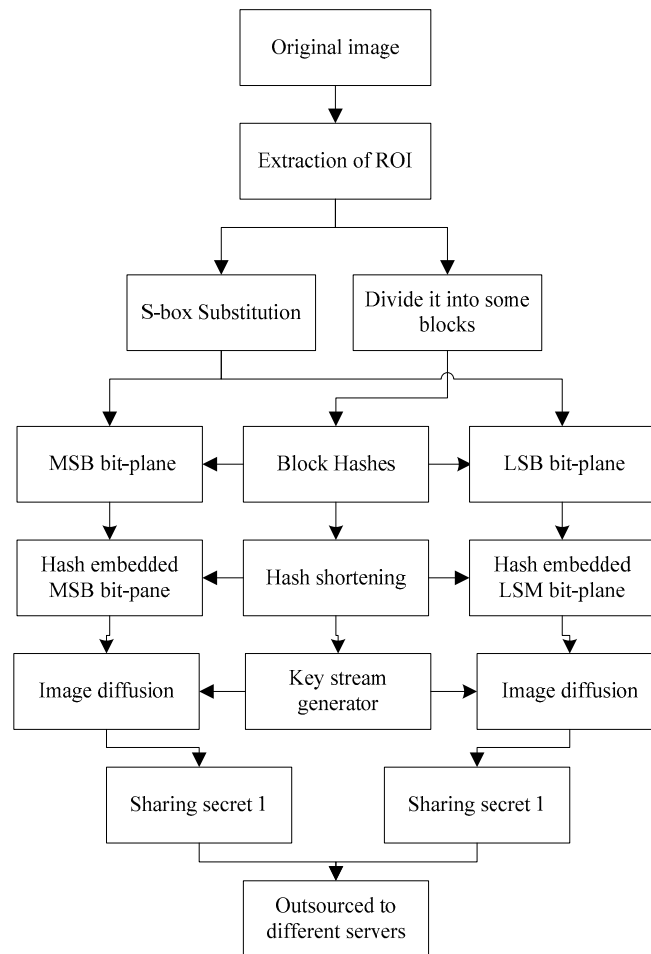 Original image
Extraction of ROI
S-box Substitution
Divide it into some
blocks
MSB bit-plane
Block Hashes
LSB bit-plane
Hash embedded
MSB bit-pane
Hash shortening
Hash embedded
LSM bit-plane
Image diffusion
Key stream
generator
Image diffusion
Sharing secret 1
Sharing secret 1
Outsourced to
different servers